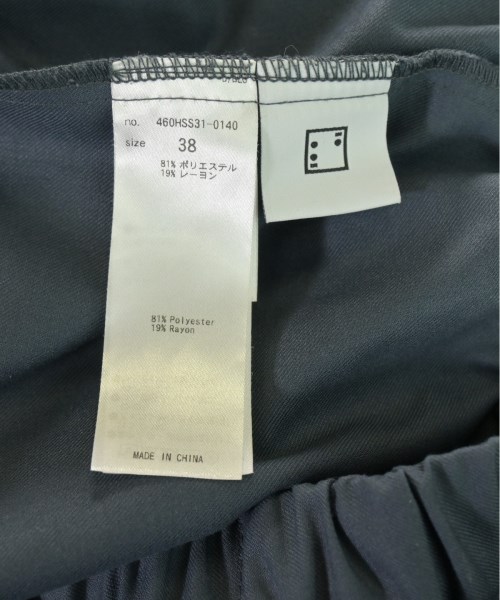 no. 460HSS31-0140
size 38
81% ポリエステル
19% レーヨン
81% Polyester
19% Rayon
MADE IN CHINA